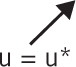 u = u*